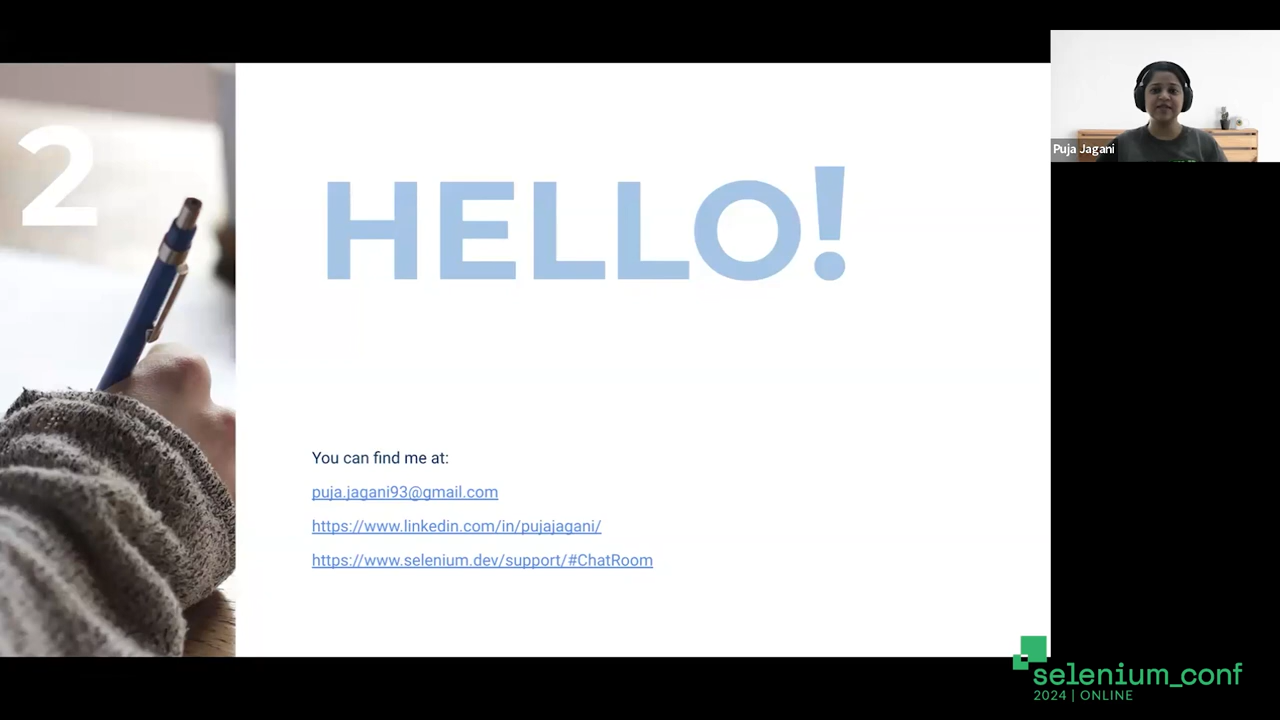 2
HELLO!
Puja Jagani
You can find me at:
puja.jagani93@gmail.com
https://www.linkedin.com/in/pujajagani/
https://www.selenium.dev/support/#ChatRoom
selenium_conf
2024 | ONLINE